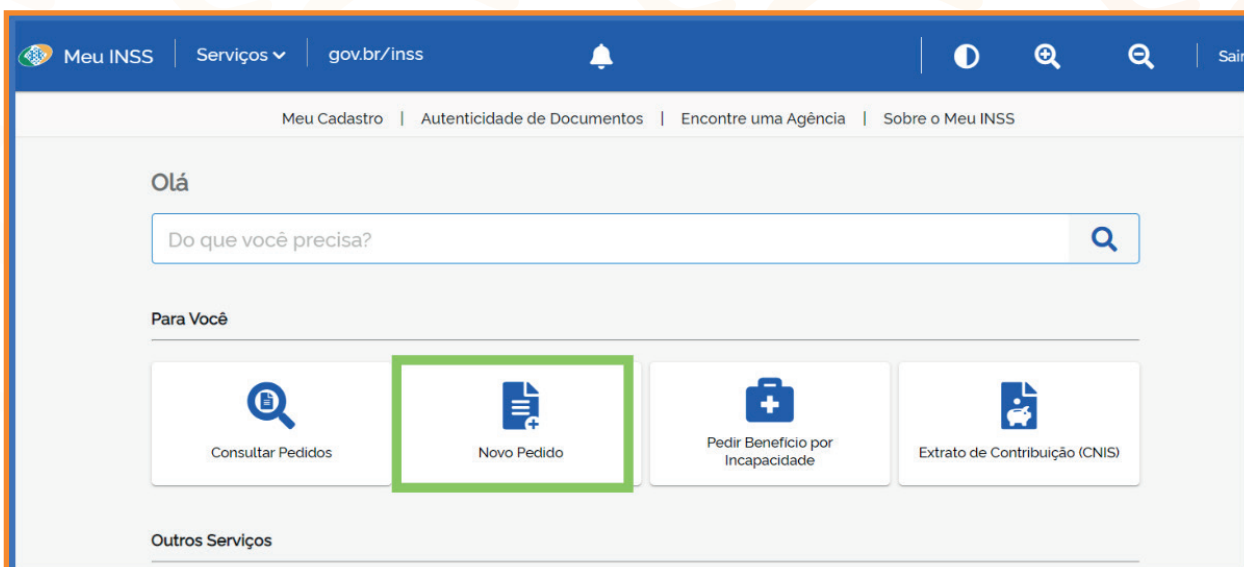 Meu INSS Serviços gov.br/inss Sair
Meu Cadastro | Autenticidade de Documentos | Encontre uma Agência | Sobre o Meu INSS
Olá
Do que você precisa?
Para Você
Consultar Pedidos
Novo Pedido
Pedir Benefício por
Incapacidade
Extrato de Contribuição (CNIS)
Outros Serviços